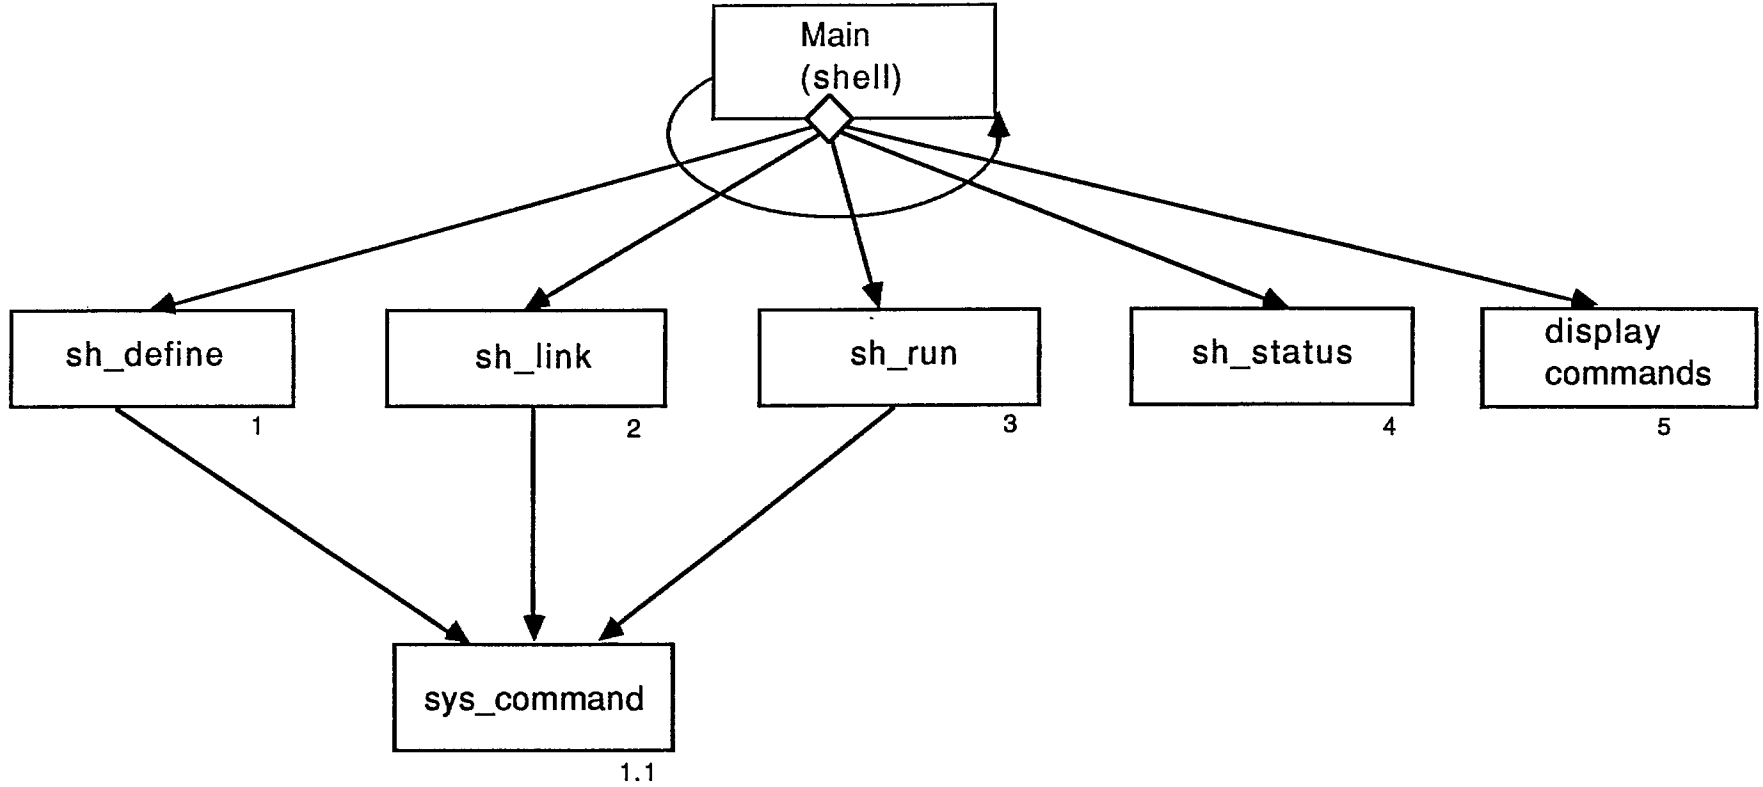 Main
(shell)
sh_define
sh_link
sh_run
sh_status
display
commands
1
2
3
4
5
sys_command
1.1